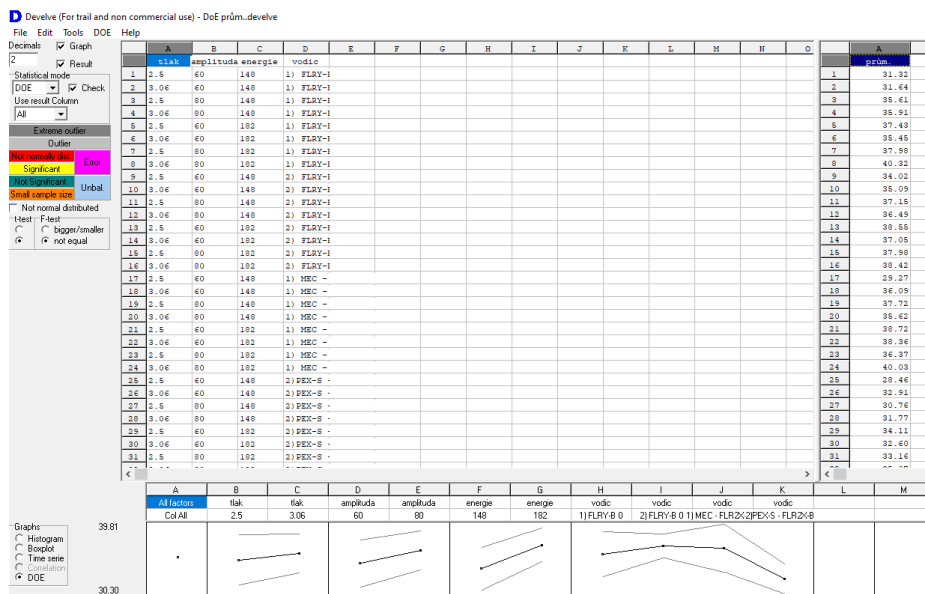 Develve (For trail and non commercial use) - DoE prům..develve
File Edit Tools DOE Help
Decimals
2
Graph
Result
Statistical mode
DOE
Check
Use result Column
All
Extreme outlier
Outlier
Not normally dist.
Error
Significant
Not Significant
Unbal.
Small sample size
Not normal distributed
t-test F-test
bigger/smaller
not equal
A B C D E F G H I J K L M N O
tlak amplituda energie vodic
1 2.5 60 148 1) FLRY-
2 3.06 60 148 1) FLRY-
3 2.5 80 148 1) FLRY-
4 3.06 80 148 1) FLRY-
5 2.5 60 182 1) FLRY-
6 3.06 60 182 1) FLRY-
7 2.5 80 182 1) FLRY-
8 3.06 80 182 1) FLRY-
9 2.5 60 148 2) FLRY-
10 3.06 60 148 2) FLRY-
11 2.5 80 148 2) FLRY-
12 3.06 80 148 2) FLRY-
13 2.5 60 182 2) FLRY-
14 3.06 60 182 2) FLRY-
15 2.5 80 182 2) FLRY-
16 3.06 80 182 2) FLRY-
17 2.5 60 148 1) MEC -
18 3.06 60 148 1) MEC -
19 2.5 80 148 1) MEC -
20 3.06 80 148 1) MEC -
21 2.5 60 182 1) MEC -
22 3.06 60 182 1) MEC -
23 2.5 80 182 1) MEC -
24 3.06 80 182 1) MEC -
25 2.5 60 148 2)PEX-S -
26 3.06 60 148 2)PEX-S -
27 2.5 80 148 2)PEX-S -
28 3.06 80 148 2)PEX-S -
29 2.5 60 182 2)PEX-S -
30 3.06 60 182 2)PEX-S -
31 2.5 80 182 2)PEX-S -
A
prům.
1 31.32
2 31.64
3 35.61
4 35.91
5 37.43
6 35.45
7 37.98
8 40.32
9 34.02
10 35.09
11 37.15
12 36.49
13 38.55
14 37.05
15 37.98
16 38.42
17 29.27
18 36.09
19 37.72
20 35.62
21 38.72
22 38.36
23 36.37
24 40.03
25 28.46
26 32.91
27 30.76
28 31.77
29 34.11
30 32.60
31 33.16
A B C D E F G H I J K L M
All factors tlak tlak amplituda amplituda energie energie vodic vodic vodic vodic
Col All 2.5 3.06 60 80 148 182 1) FLRY-B 0 2) FLRY-B 0 1) MEC - FLR2X- 2)PEX-S - FLR2X-B
Graphs
Histogram
Boxplot
Time serie
Correlation
DOE
39.81
30.30